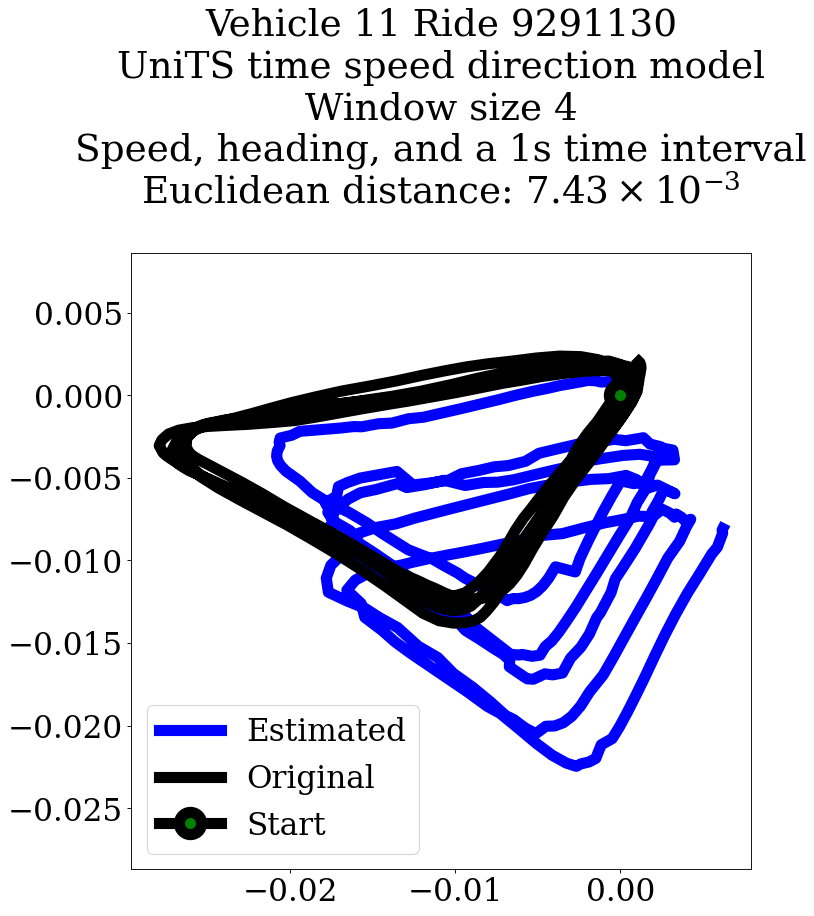 Vehicle 11 Ride 9291130
UniTS time speed direction model
Window size 4
Speed, heading, and a 1s time interval
Euclidean distance: 7.43 × 10⁻³
0.005
0.000
−0.005
−0.010
−0.015
−0.020
−0.025
Estimated
Original
Start
−0.02 −0.01 0.00